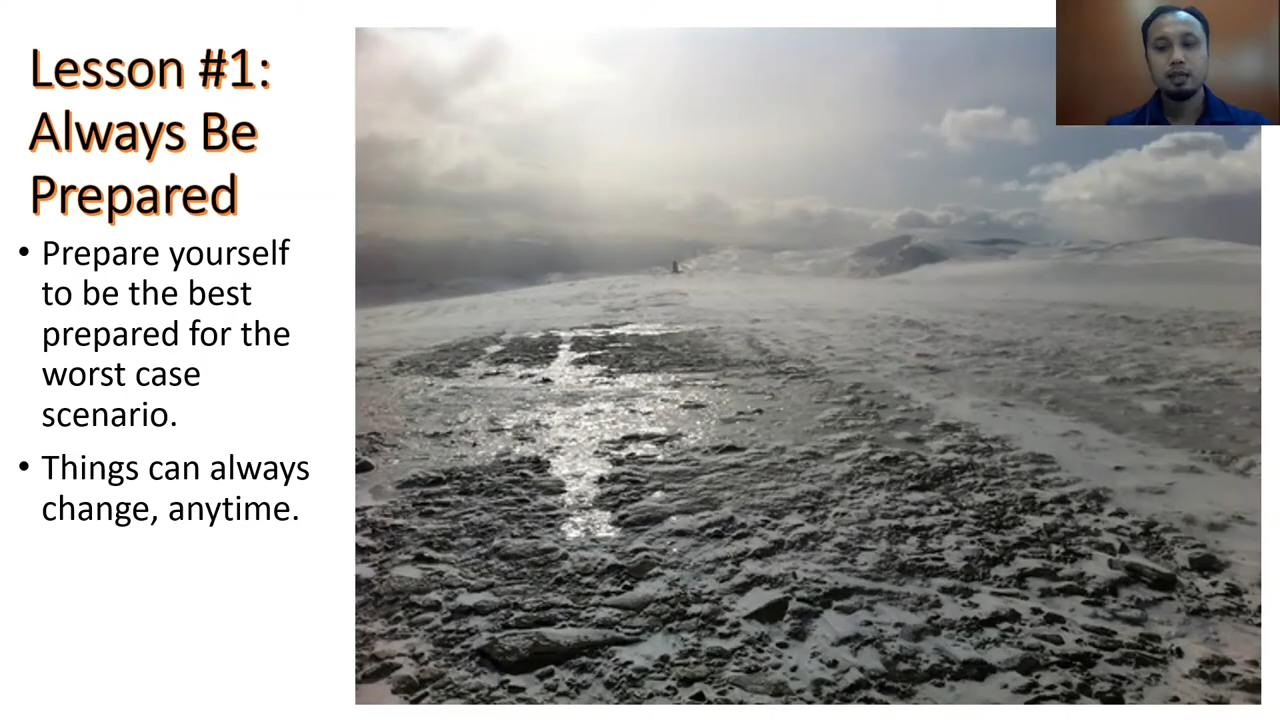 Lesson #1:
Always Be
Prepared
• Prepare yourself
to be the best
prepared for the
worst case
scenario.
• Things can always
change, anytime.